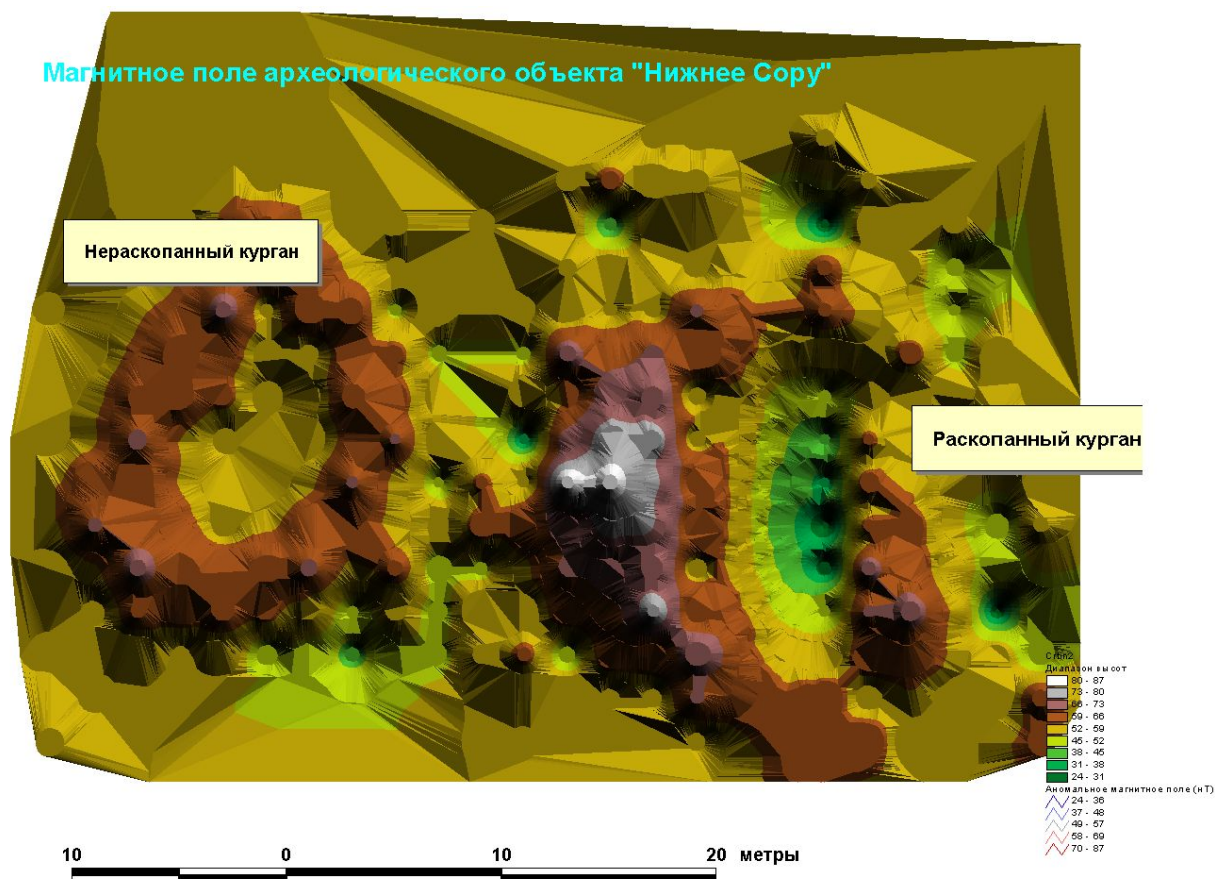 Магнитное поле археологического объекта "Нижнее Сору"
Нераскопанный курган
Раскопанный курган
Диапазон высот
80 - 87
73 - 80
66 - 73
59 - 66
52 - 59
45 - 52
38 - 45
31 - 38
24 - 31
Аномальное магнитное поле (нТ)
24 - 36
37 - 48
49 - 57
58 - 69
70 - 87
10 0 10 20 метры